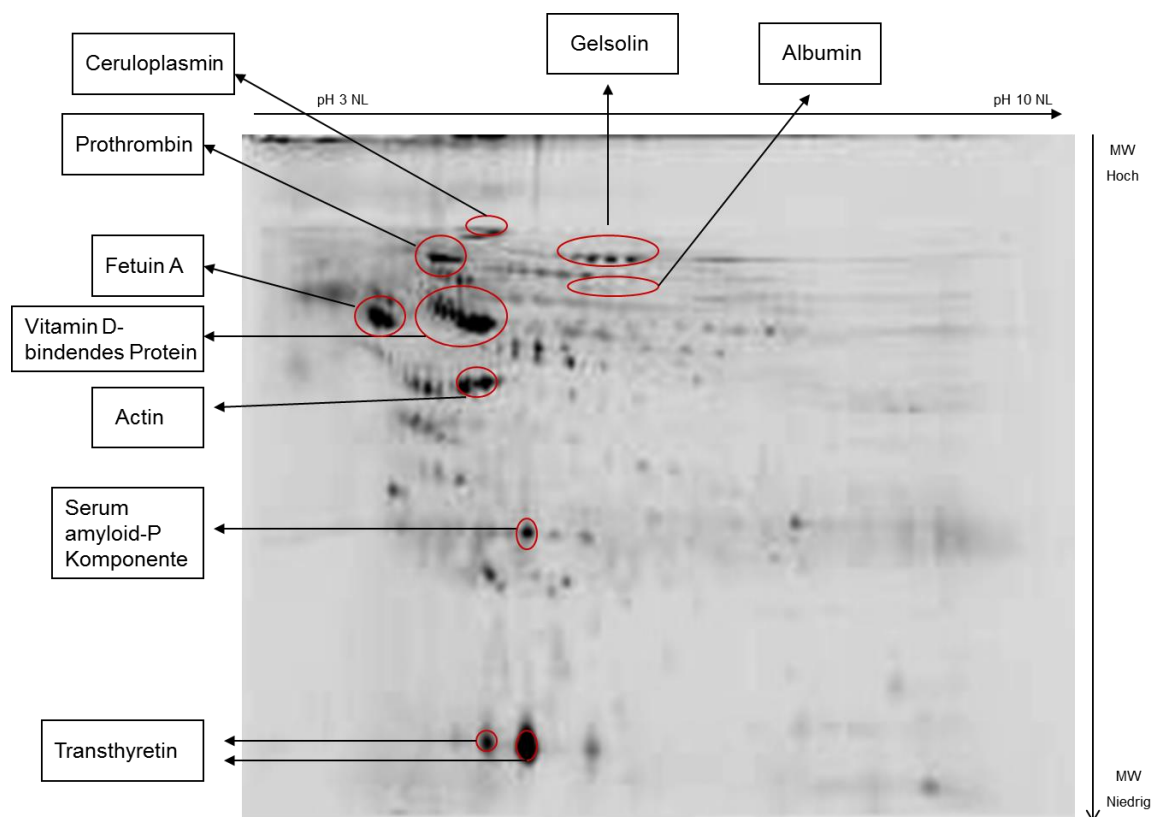 Gelsolin
Albumin
Ceruloplasmin
pH 3 NL
pH 10 NL
Prothrombin
MW
Hoch
Fetuin A
Vitamin D-
bindendes Protein
Actin
Serum
amyloid-P
Komponente
Transthyretin
MW
Niedrig